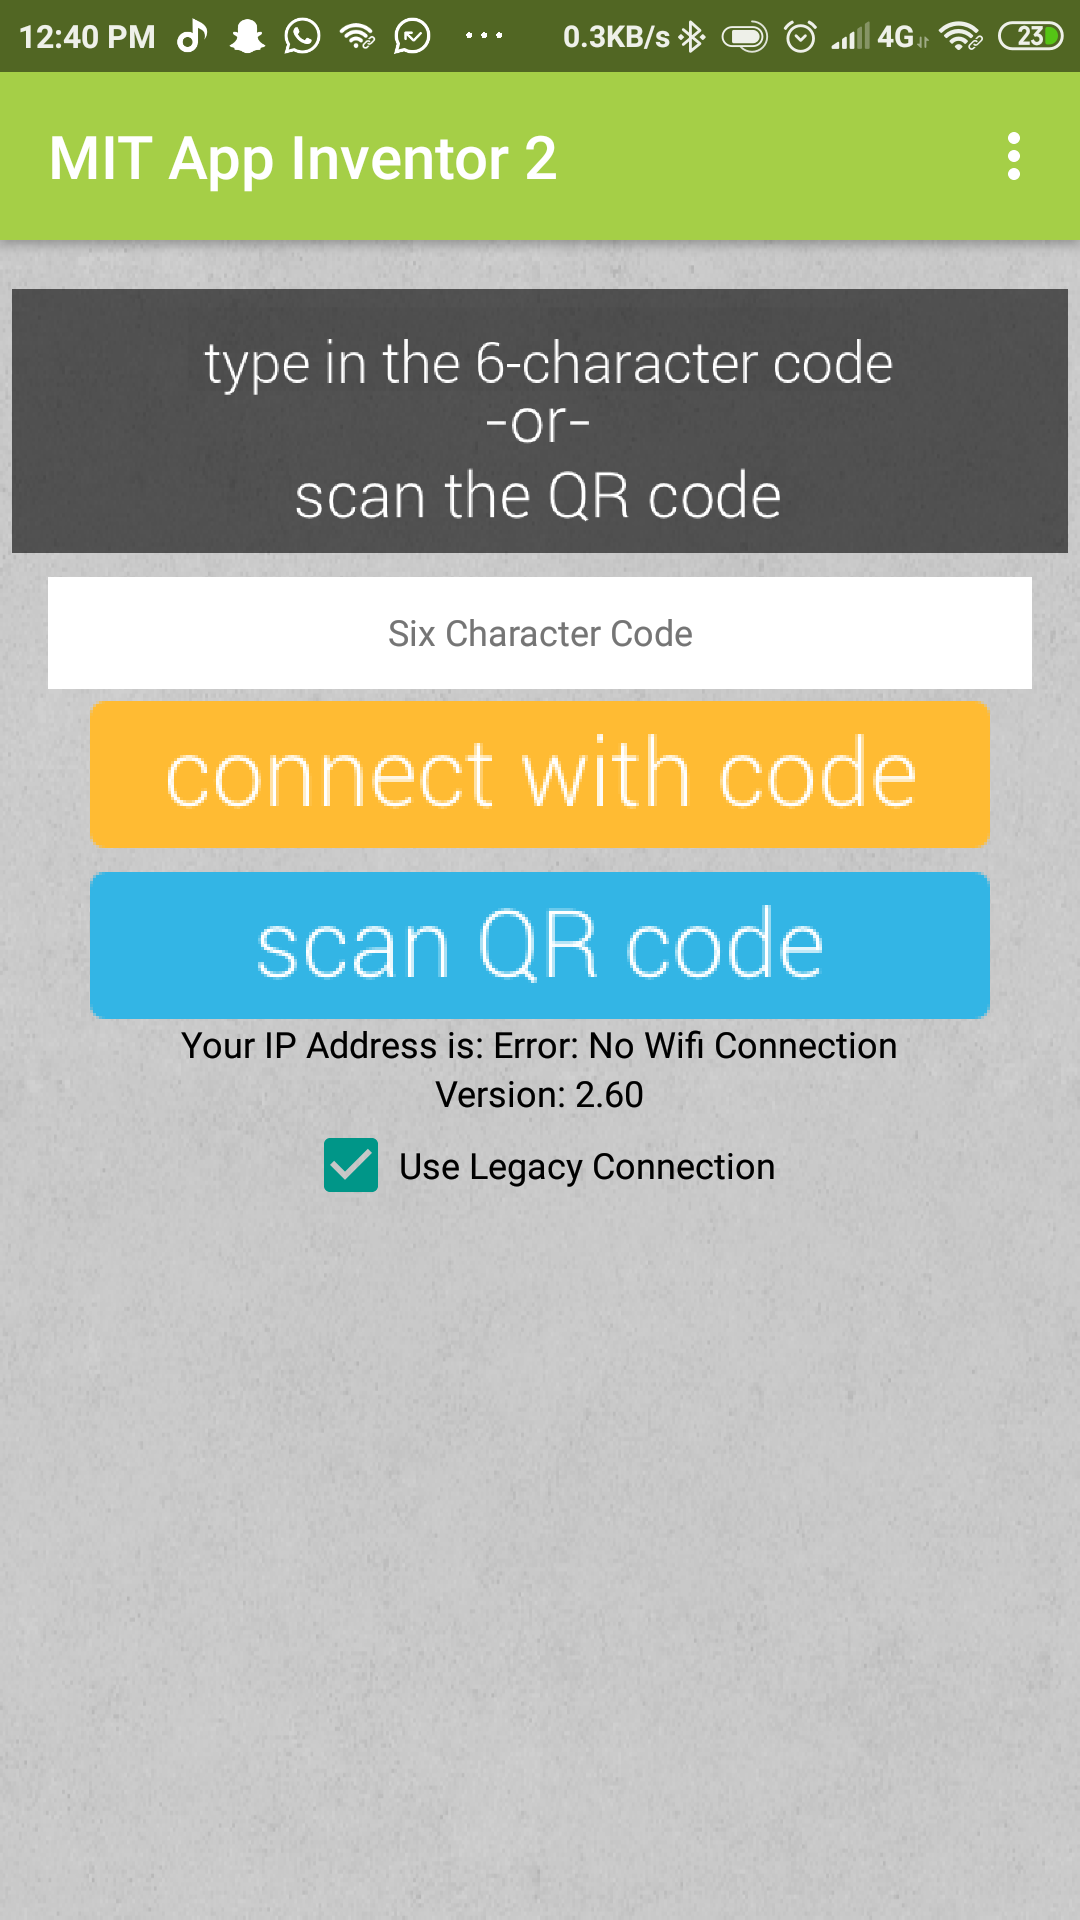 12:40 PM 0.3KB/s 4G 23
MIT App Inventor 2
type in the 6-character code
-or-
scan the QR code
Six Character Code
connect with code
scan QR code
Your IP Address is: Error: No Wifi Connection
Version: 2.60
Use Legacy Connection